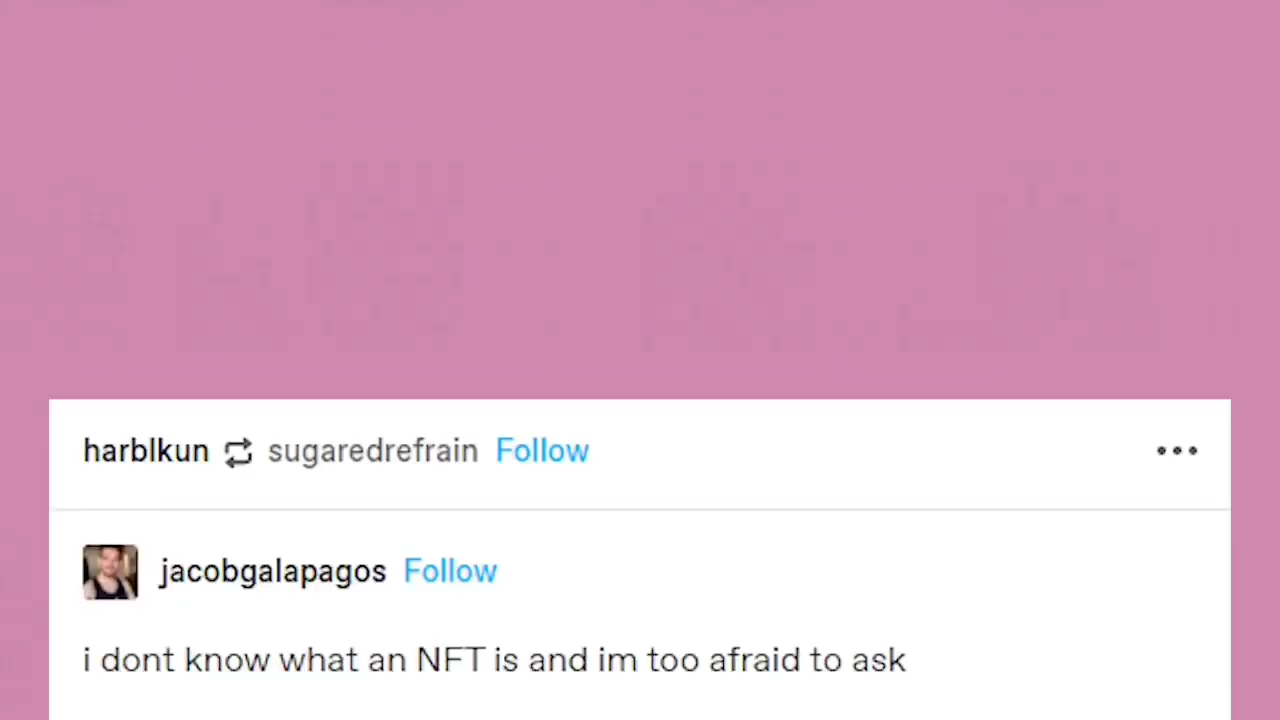 harblkun sugaredrefrain Follow
jacobgalapagos Follow
i dont know what an NFT is and im too afraid to ask